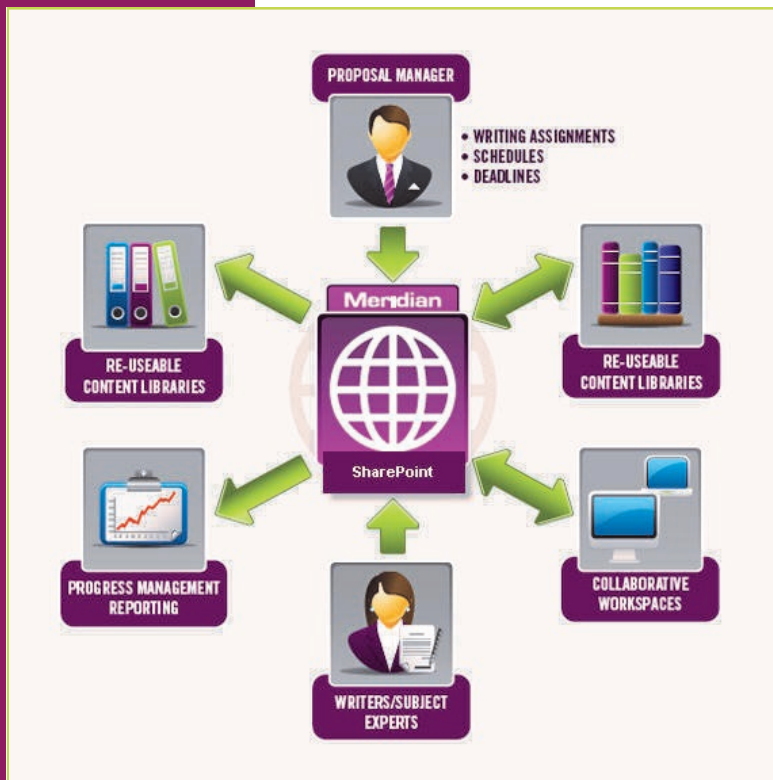 PROPOSAL MANAGER
• WRITING ASSIGNMENTS
• SCHEDULES
• DEADLINES
Meridian
SharePoint
RE-USEABLE
CONTENT LIBRARIES
RE-USEABLE
CONTENT LIBRARIES
PROGRESS MANAGEMENT
REPORTING
COLLABORATIVE
WORKSPACES
WRITERS/SUBJECT
EXPERTS